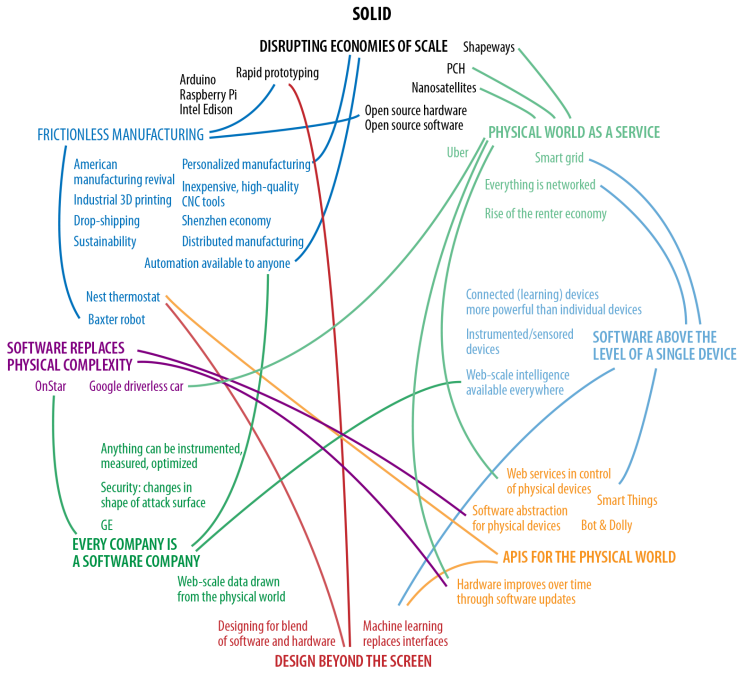 SOLID
DISRUPTING ECONOMIES OF SCALE
Shapeways
PCH
Nanosatellites
Rapid prototyping
Arduino
Raspberry Pi
Intel Edison
Open source hardware
Open source software
FRICTIONLESS MANUFACTURING
PHYSICAL WORLD AS A SERVICE
American
manufacturing revival
Industrial 3D printing
Drop-shipping
Sustainability
Personalized manufacturing
Inexpensive, high-quality
CNC tools
Shenzhen economy
Distributed manufacturing
Automation available to anyone
Uber
Smart grid
Everything is networked
Rise of the renter economy
Nest thermostat
Baxter robot
Connected (learning) devices
more powerful than individual devices
Instrumented/sensored
devices
Web-scale intelligence
available everywhere
SOFTWARE ABOVE THE
LEVEL OF A SINGLE DEVICE
SOFTWARE REPLACES
PHYSICAL COMPLEXITY
OnStar
Google driverless car
Anything can be instrumented,
measured, optimized
Security: changes in
shape of attack surface
GE
EVERY COMPANY IS
A SOFTWARE COMPANY
Web-scale data drawn
from the physical world
Web services in control
of physical devices
Smart Things
Software abstraction
for physical devices
Bot & Dolly
APIS FOR THE PHYSICAL WORLD
Hardware improves over time
through software updates
Designing for blend
of software and hardware
Machine learning
replaces interfaces
DESIGN BEYOND THE SCREEN